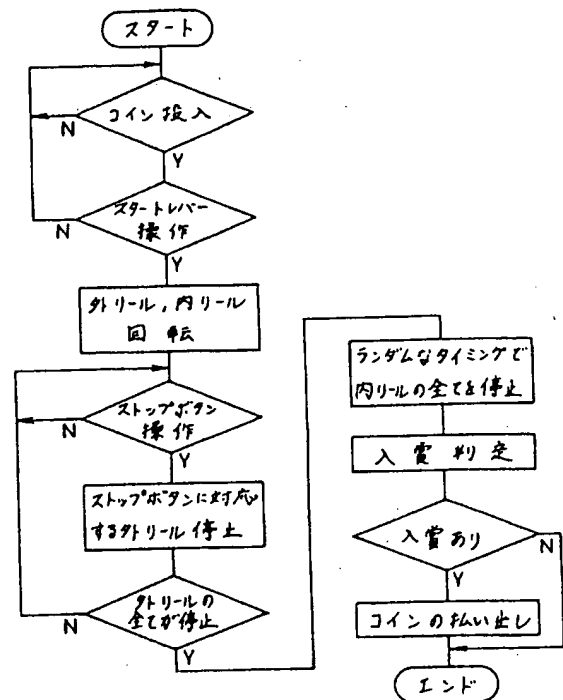 スタート
コイン投入
N
Y
スタートレバー
操作
N
Y
外リール,内リール
回転
ストップボタン
操作
N
Y
ストップボタンに対応
する外リール停止
外リールの
全てが停止
N
Y
ランダムなタイミングで
内リールの全てを停止
入賞判定
入賞あり
N
Y
コインの払い出し
エンド